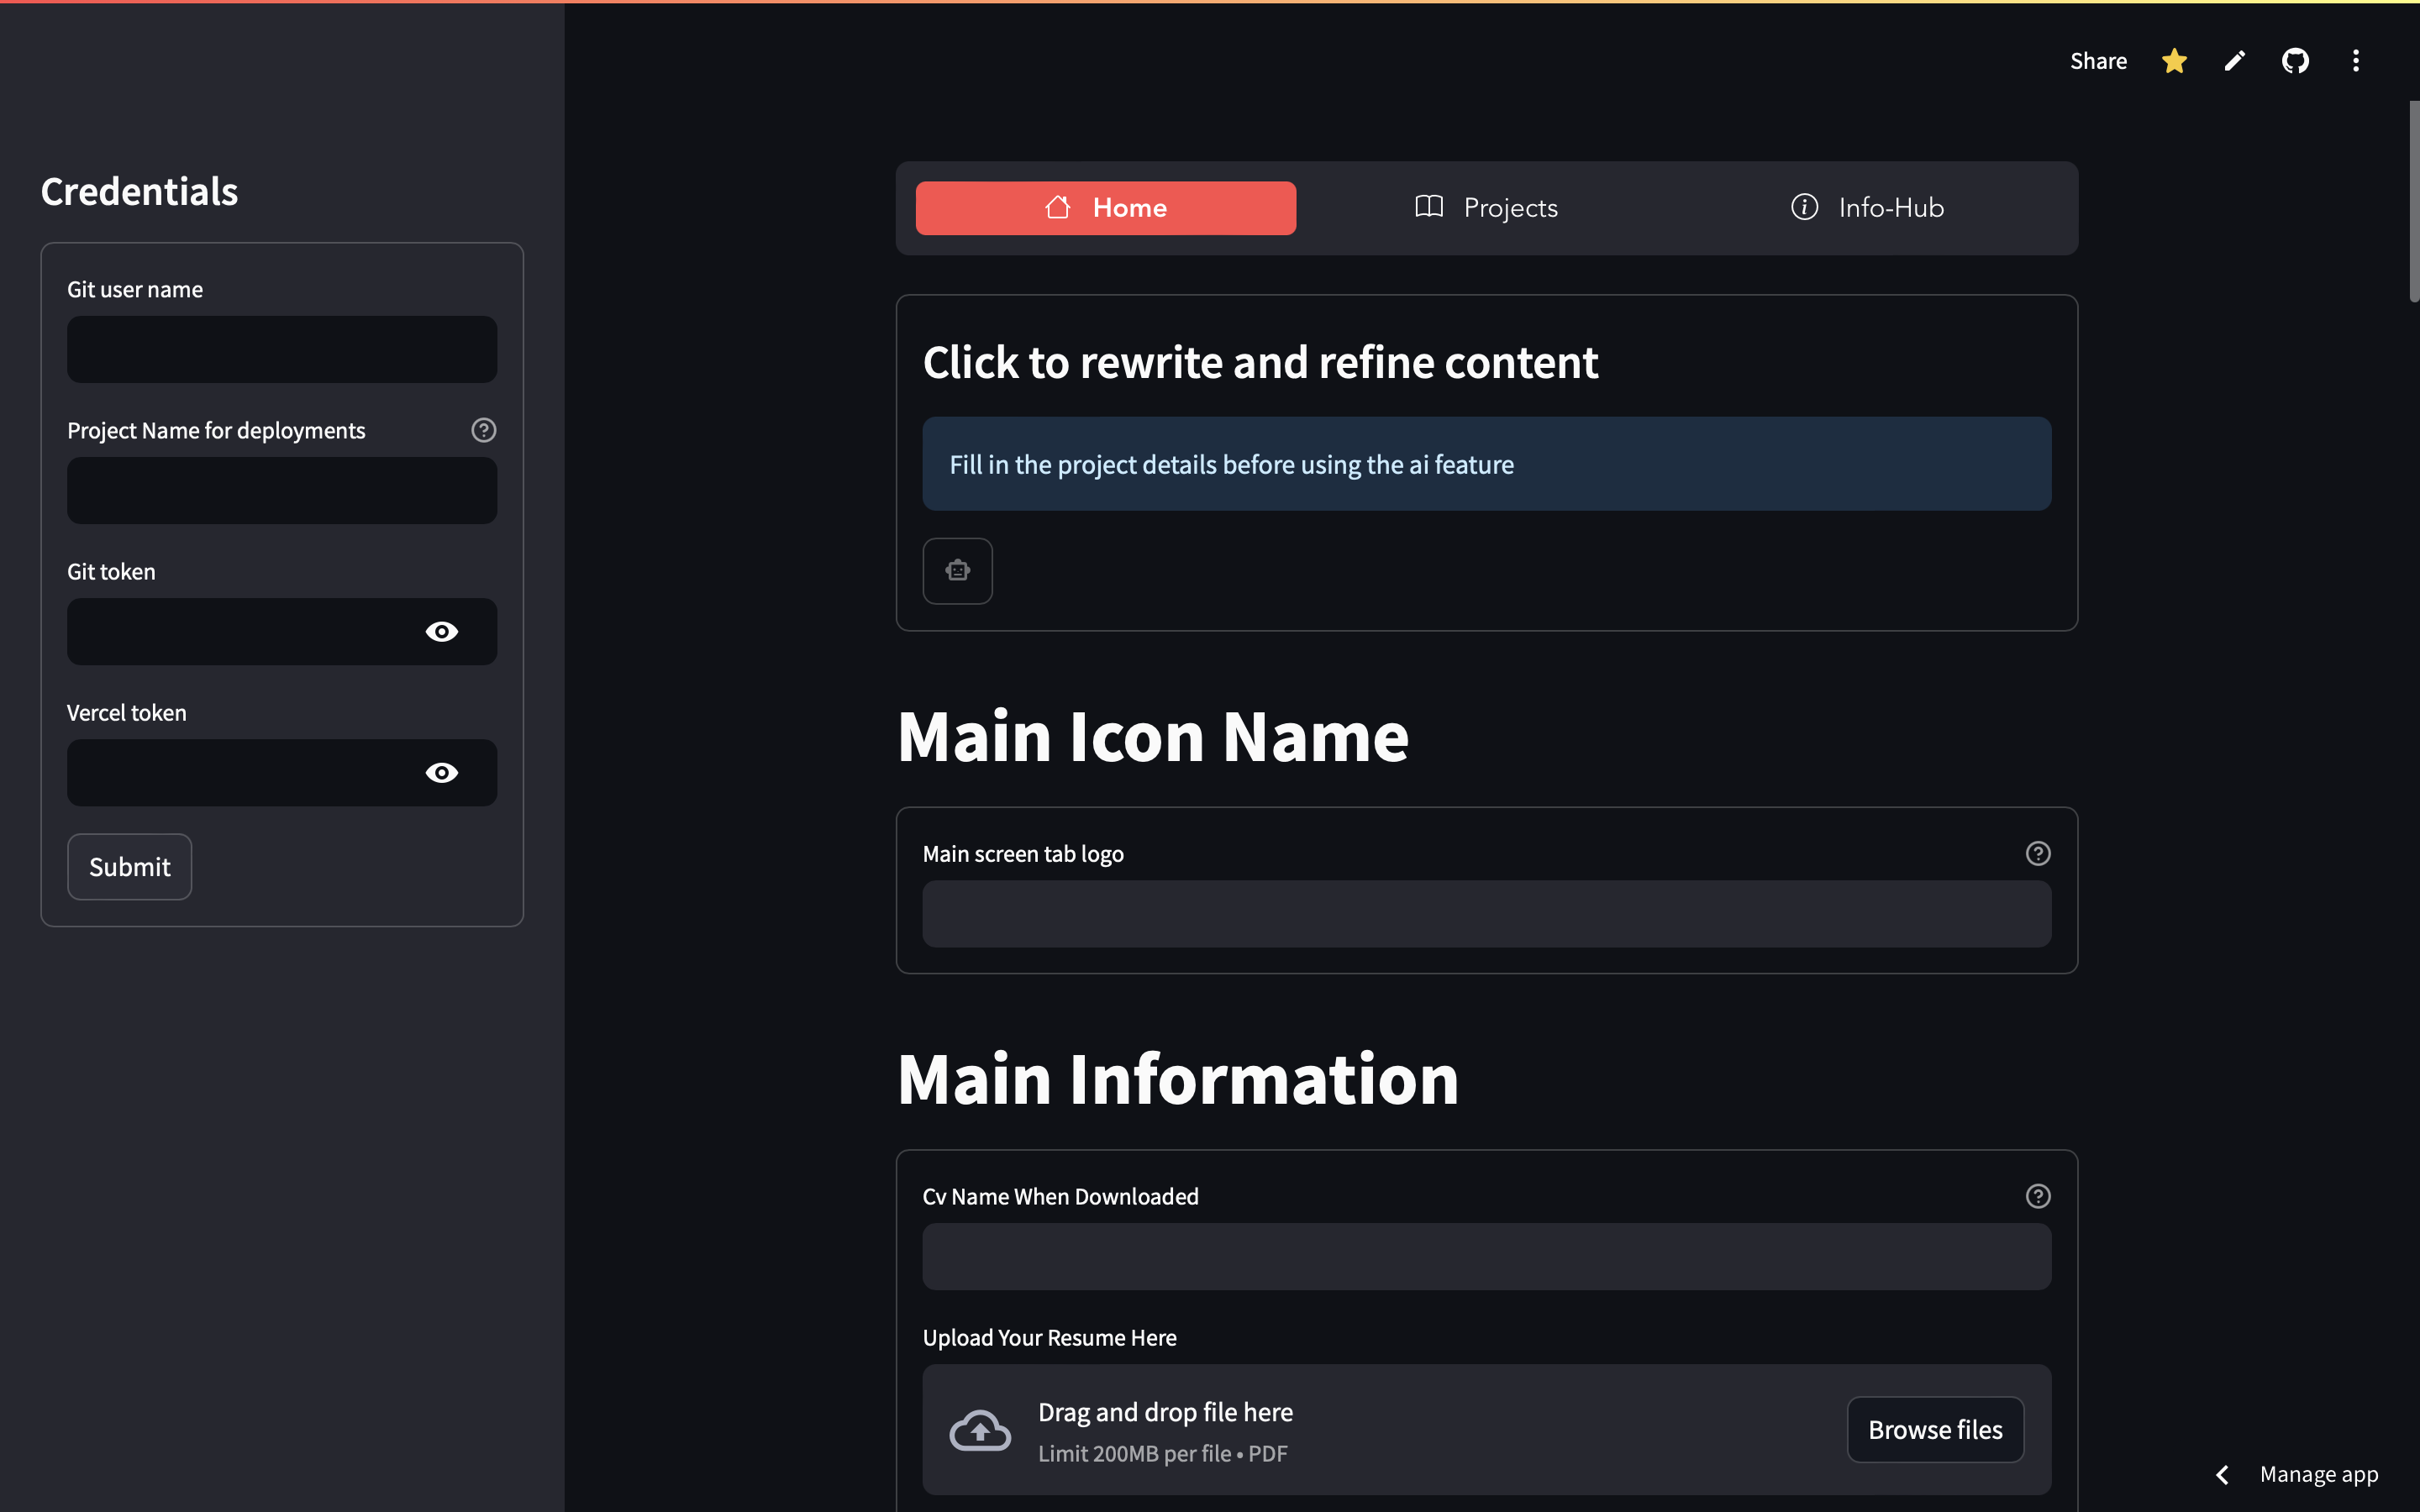 Share
Credentials
Git user name
Project Name for deployments
Git token
Vercel token
Submit
Home
Projects
Info-Hub
Click to rewrite and refine content
Fill in the project details before using the ai feature
Main Icon Name
Main screen tab logo
Main Information
Cv Name When Downloaded
Upload Your Resume Here
Drag and drop file here
Limit 200MB per file • PDF
Browse files
Manage app